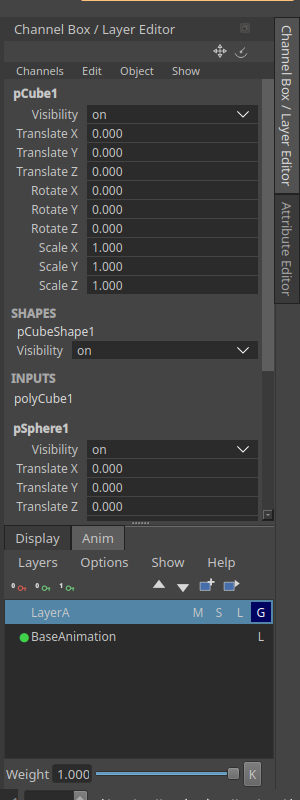 Channel Box / Layer Editor
Channels Edit Object Show
pCube1
Visibility on
Translate X 0.000
Translate Y 0.000
Translate Z 0.000
Rotate X 0.000
Rotate Y 0.000
Rotate Z 0.000
Scale X 1.000
Scale Y 1.000
Scale Z 1.000
SHAPES
pCubeShape1
Visibility on
INPUTS
polyCube1
pSphere1
Visibility on
Translate X 0.000
Translate Y 0.000
Translate Z 0.000
Display Anim
Layers Options Show Help
0 0 1
LayerA M S L G
BaseAnimation L
Weight 1.000 K
Channel Box / Layer Editor
Attribute Editor